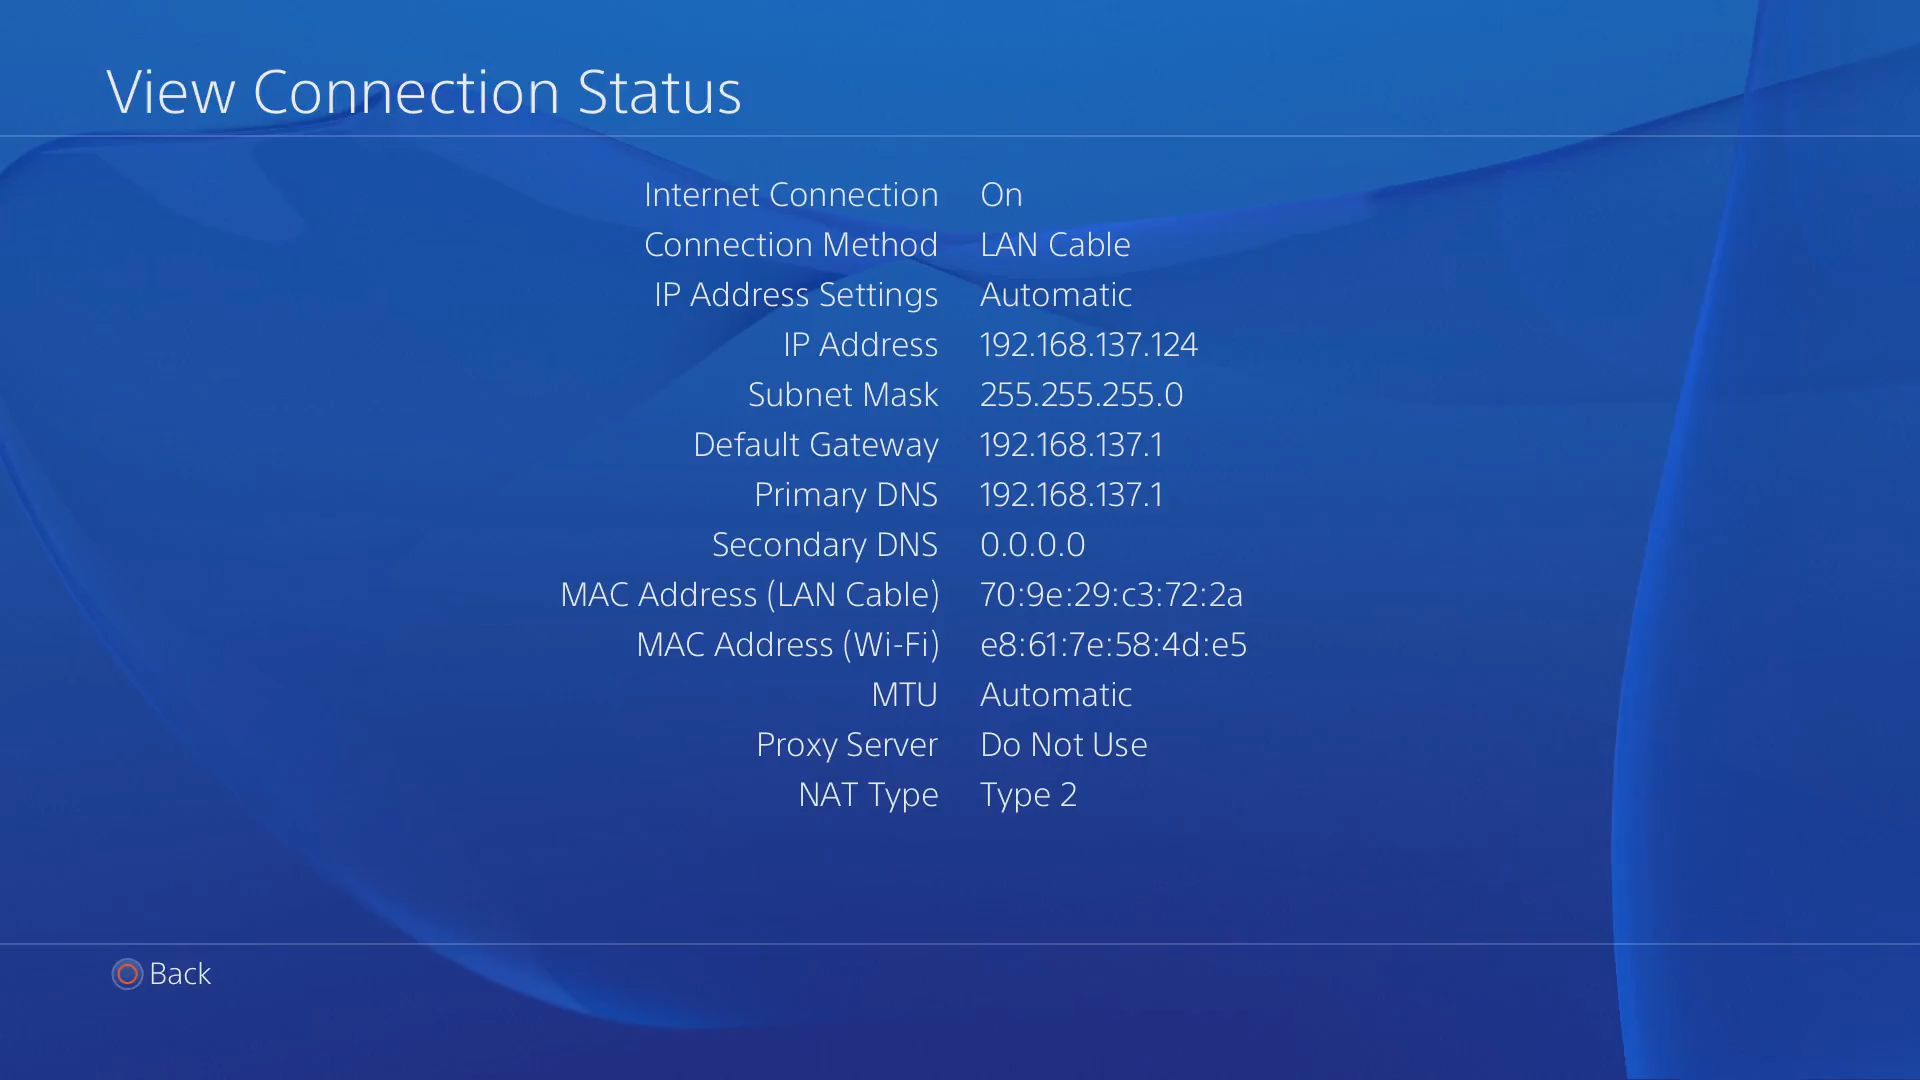 View Connection Status
Internet Connection On
Connection Method LAN Cable
IP Address Settings Automatic
IP Address 192.168.137.124
Subnet Mask 255.255.255.0
Default Gateway 192.168.137.1
Primary DNS 192.168.137.1
Secondary DNS 0.0.0.0
MAC Address (LAN Cable) 70:9e:29:c3:72:2a
MAC Address (Wi-Fi) e8:61:7e:58:4d:e5
MTU Automatic
Proxy Server Do Not Use
NAT Type Type 2
Back